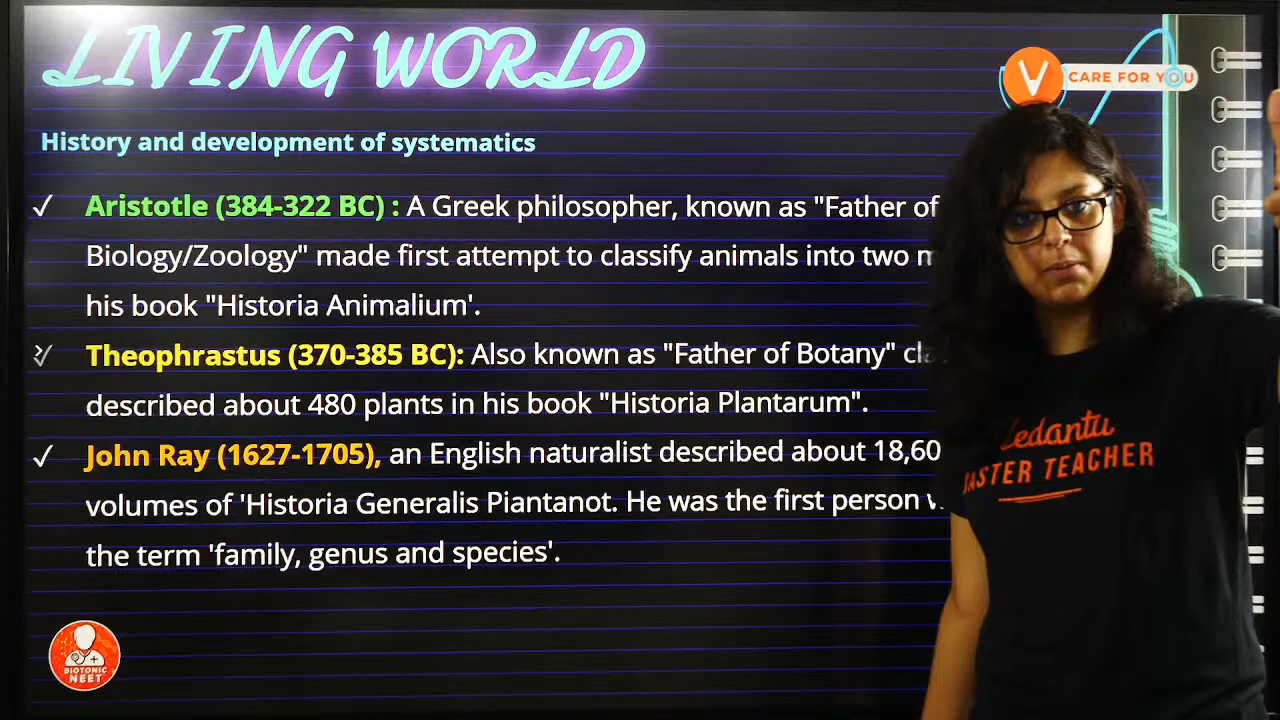 LIVING WORLD
CARE FOR YOU
History and development of systematics
Aristotle (384-322 BC) : A Greek philosopher, known as "Father of
Biology/Zoology" made first attempt to classify animals into two
his book "Historia Animalium'.
Theophrastus (370-385 BC): Also known as "Father of Botany"
described about 480 plants in his book "Historia Plantarum".
John Ray (1627-1705), an English naturalist described about 18,60
volumes of 'Historia Generalis Piantanot. He was the first person
the term 'family, genus and species'.
Vedantu
MASTER TEACHER
BIOTONIC
NEET